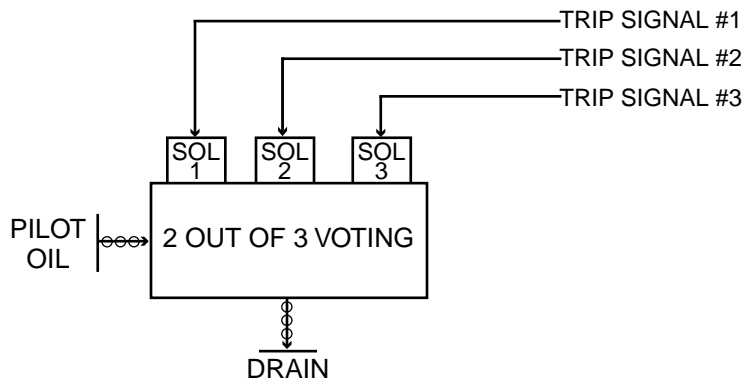 TRIP SIGNAL #1
TRIP SIGNAL #2
TRIP SIGNAL #3
SOL
1
SOL
2
SOL
3
PILOT
OIL
2 OUT OF 3 VOTING
DRAIN